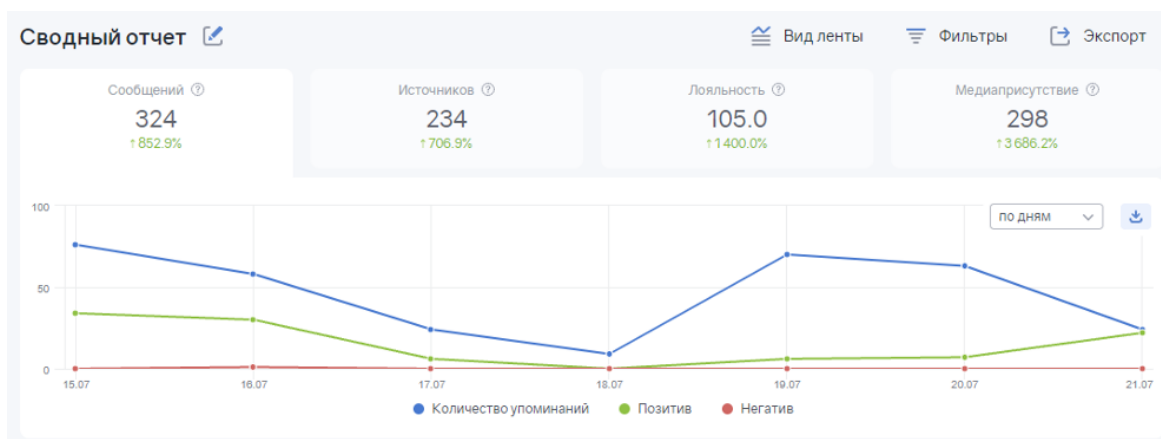 Сводный отчет
Вид ленты
Фильтры
Экспорт
Сообщений
324
↑852.9%
Источников
234
↑706.9%
Лояльность
105.0
↑1400.0%
Медиаприсутствие
298
↑3 686.2%
по дням
100
50
0
15.07 16.07 17.07 18.07 19.07 20.07 21.07
Количество упоминаний Позитив Негатив